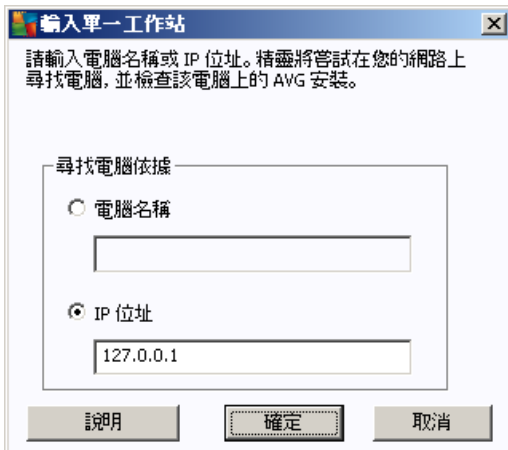 輸入單一工作站
請輸入電腦名稱或 IP 位址。精靈將嘗試在您的網路上
尋找電腦, 並檢查該電腦上的 AVG 安裝。
尋找電腦依據
電腦名稱
IP 位址
127.0.0.1
說明
確定
取消